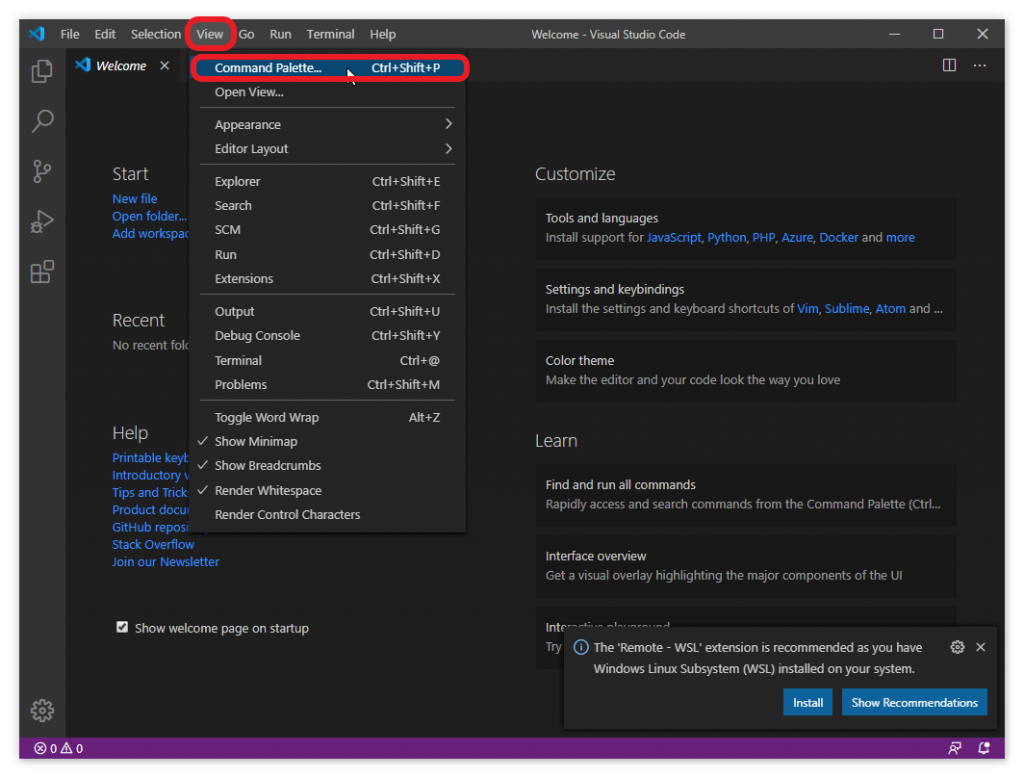 File Edit Selection View Go Run Terminal Help Welcome - Visual Studio Code
Welcome
Command Palette... Ctrl+Shift+P
Open View...
Appearance
Editor Layout
Explorer Ctrl+Shift+E
Search Ctrl+Shift+F
SCM Ctrl+Shift+G
Run Ctrl+Shift+D
Extensions Ctrl+Shift+X
Output Ctrl+Shift+U
Debug Console Ctrl+Shift+Y
Terminal Ctrl+@
Problems Ctrl+Shift+M
Toggle Word Wrap Alt+Z
Show Minimap
Show Breadcrumbs
Render Whitespace
Render Control Characters
Start
New file
Open folder...
Add workspac
Recent
No recent fold
Help
Printable keyb
Introductory v
Tips and Trick
Product docu
GitHub reposi
Stack Overflow
Join our Newsletter
Show welcome page on startup
Customize
Tools and languages
Install support for JavaScript, Python, PHP, Azure, Docker and more
Settings and keybindings
Install the settings and keyboard shortcuts of Vim, Sublime, Atom and ...
Color theme
Make the editor and your code look the way you love
Learn
Find and run all commands
Rapidly access and search commands from the Command Palette (Ctrl...
Interface overview
Get a visual overlay highlighting the major components of the UI
Interactive playground
Try
The 'Remote - WSL' extension is recommended as you have
Windows Linux Subsystem (WSL) installed on your system.
Install Show Recommendations
0 0